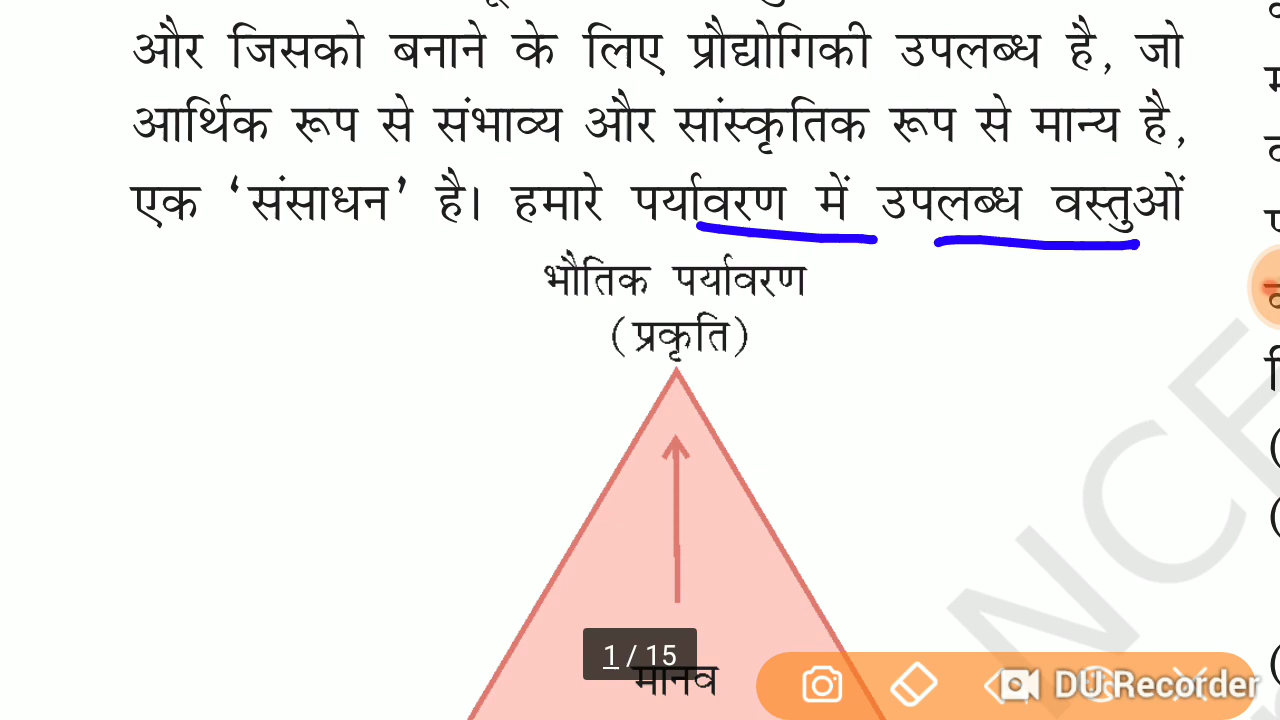 और जिसको बनाने के लिए प्रौद्योगिकी उपलब्ध है, जो
आर्थिक रूप से संभाव्य और सांस्कृतिक रूप से मान्य है,
एक ‘संसाधन’ है। हमारे पर्यावरण में उपलब्ध वस्तुओं
भौतिक पर्यावरण
(प्रकृति)
1 / 15
मानव
DU Recorder